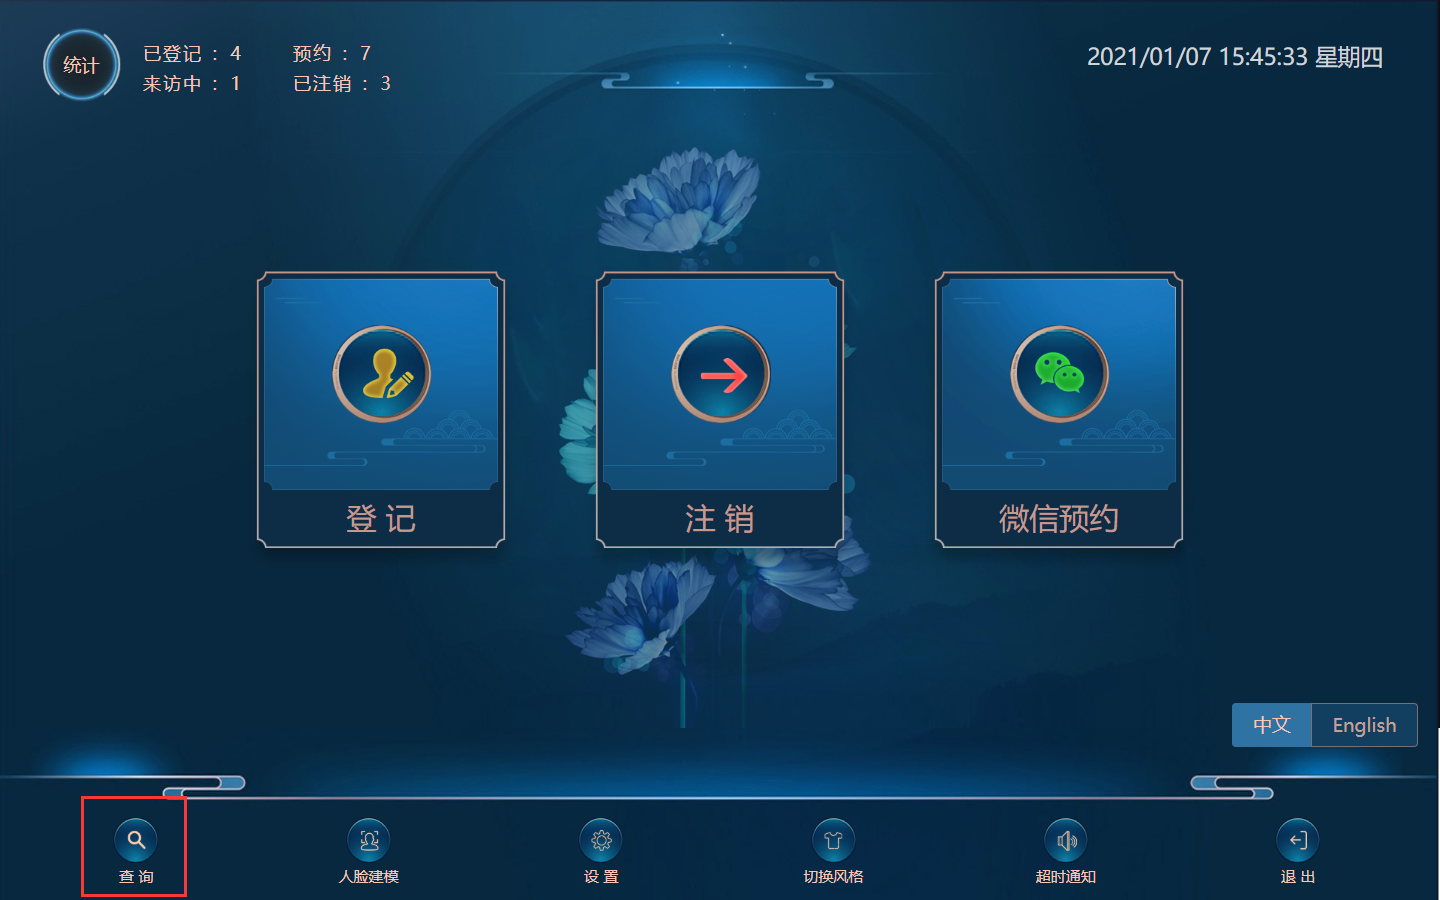 统计
已登记 : 4 预约 : 7
来访中 : 1 已注销 : 3
2021/01/07 15:45:33 星期四
登 记
注 销
微信预约
中文 English
查 询
人脸建模
设 置
切换风格
超时通知
退 出